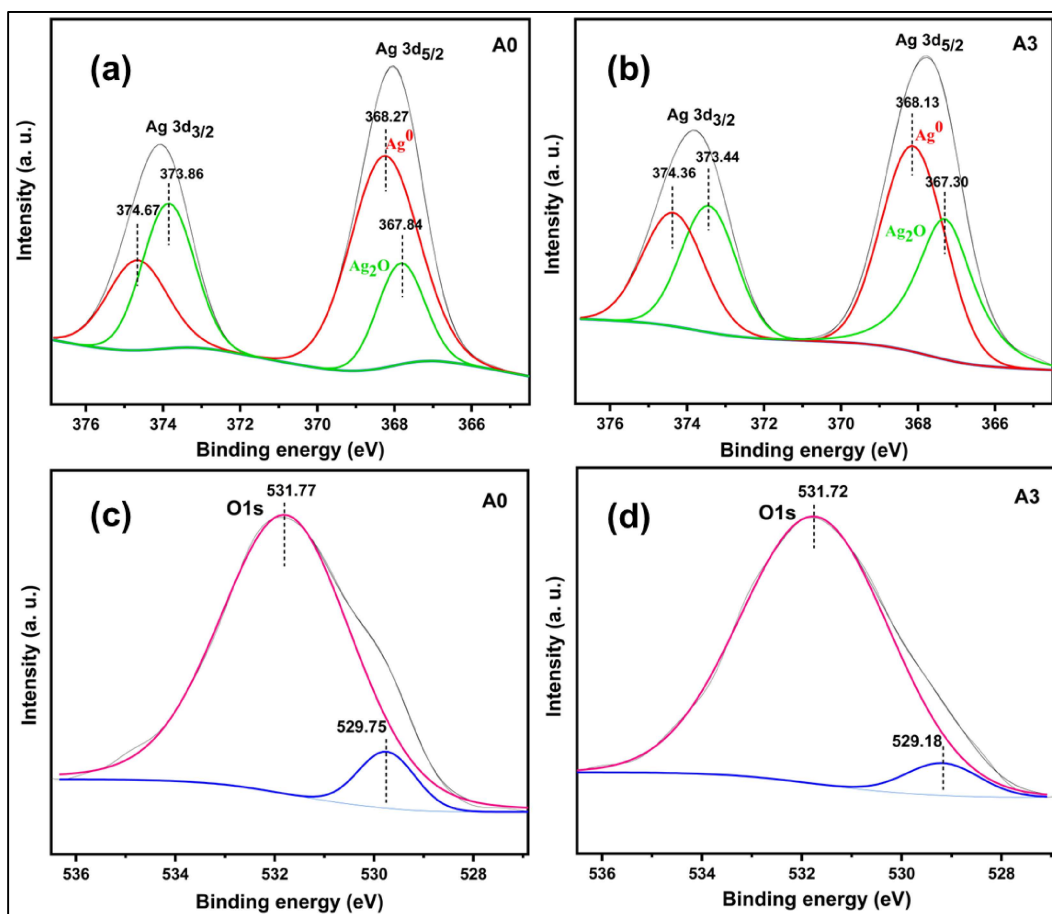 (a)
A0
Ag 3d5/2
368.27
Ag0
Ag 3d3/2
373.86
374.67
367.84
Ag2O
Intensity (a. u.)
376 374 372 370 368 366
Binding energy (eV)
(b)
A3
Ag 3d5/2
368.13
Ag0
Ag 3d3/2
374.36
373.44
367.30
Ag2O
Intensity (a. u.)
376 374 372 370 368 366
Binding energy (eV)
(c)
A0
531.77
O1s
529.75
Intensity (a. u.)
536 534 532 530 528
Binding energy (eV)
(d)
A3
531.72
O1s
529.18
Intensity (a. u.)
536 534 532 530 528
Binding energy (eV)